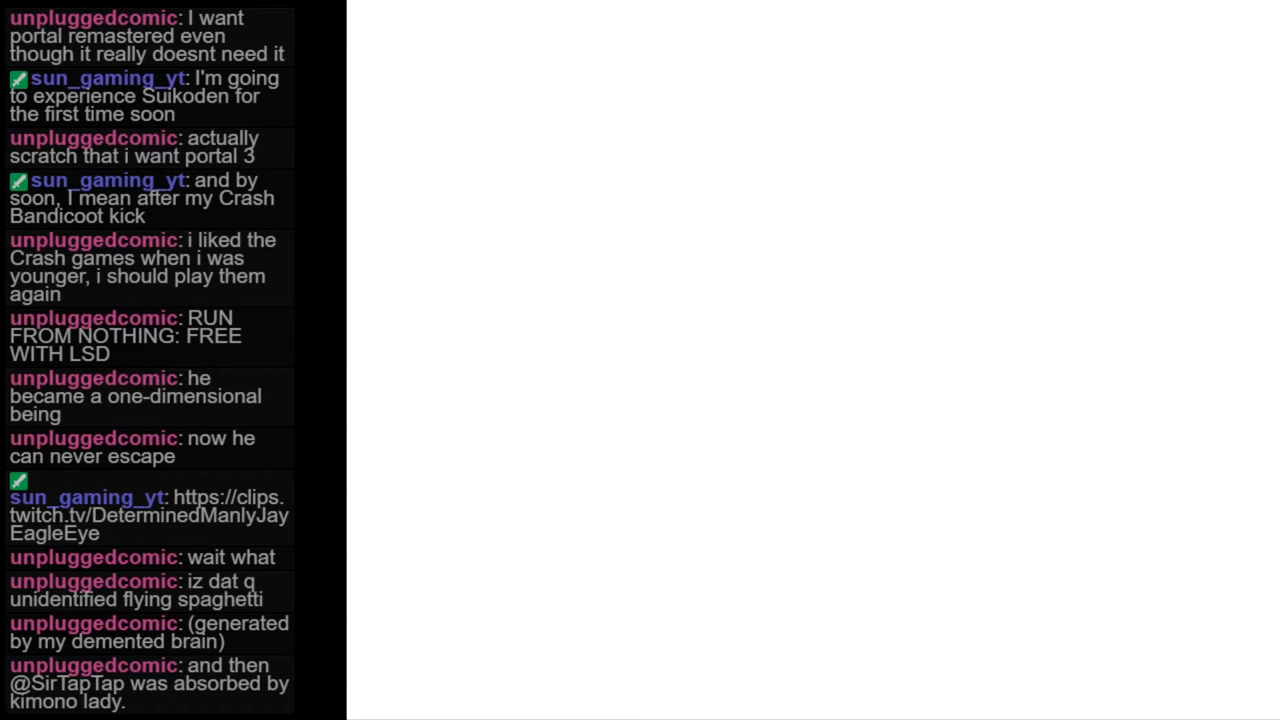 unpluggedcomic: I want
portal remastered even
though it really doesnt need it
sun_gaming_yt: I'm going
to experience Suikoden for
the first time soon
unpluggedcomic: actually
scratch that i want portal 3
sun_gaming_yt: and by
soon, I mean after my Crash
Bandicoot kick
unpluggedcomic: i liked the
Crash games when i was
younger, i should play them
again
unpluggedcomic: RUN
FROM NOTHING: FREE
WITH LSD
unpluggedcomic: he
became a one-dimensional
being
unpluggedcomic: now he
can never escape
sun_gaming_yt: https://clips.
twitch.tv/DeterminedManlyJay
EagleEye
unpluggedcomic: wait what
unpluggedcomic: iz dat q
unidentified flying spaghetti
unpluggedcomic: (generated
by my demented brain)
unpluggedcomic: and then
@SirTapTap was absorbed by
kimono lady.